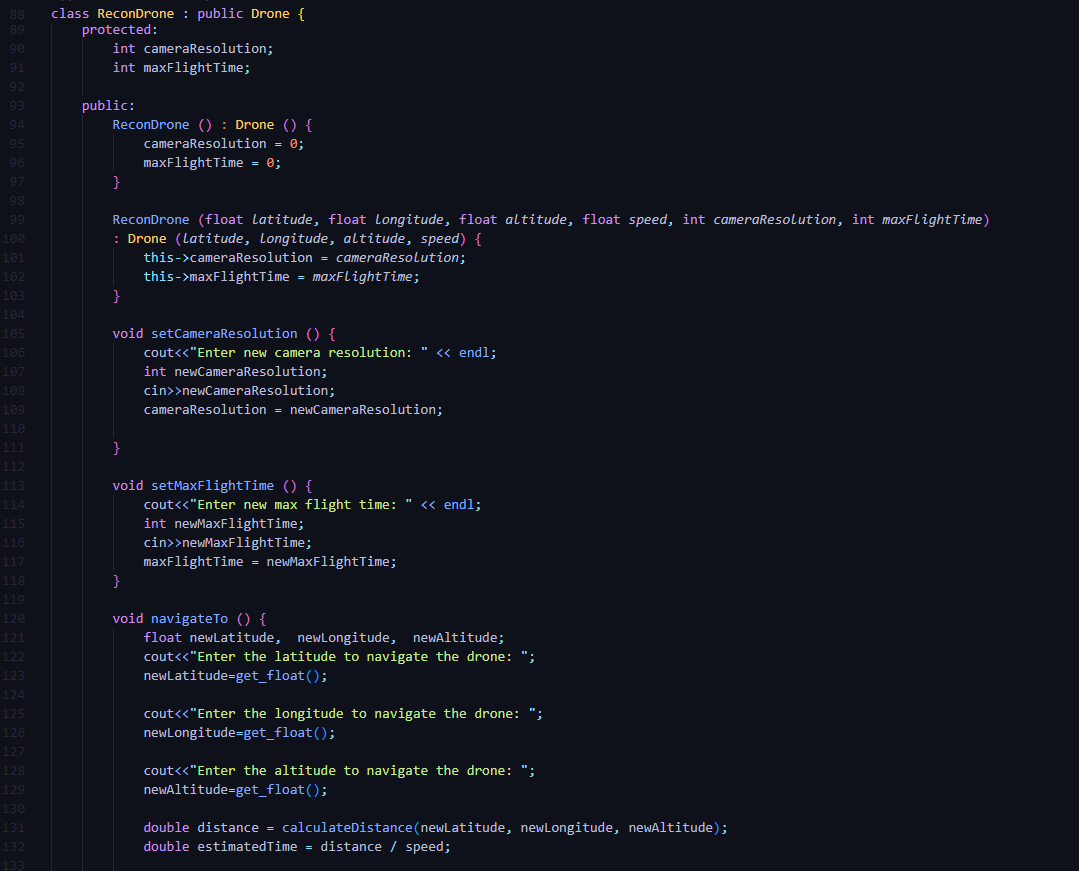 88 class ReconDrone : public Drone {
89 protected:
90 int cameraResolution;
91 int maxFlightTime;
92
93 public:
94 ReconDrone () : Drone () {
95 cameraResolution = 0;
96 maxFlightTime = 0;
97 }
98
99 ReconDrone (float latitude, float longitude, float altitude, float speed, int cameraResolution, int maxFlightTime)
100 : Drone (latitude, longitude, altitude, speed) {
101 this->cameraResolution = cameraResolution;
102 this->maxFlightTime = maxFlightTime;
103 }
104
105 void setCameraResolution () {
106 cout<<"Enter new camera resolution: " << endl;
107 int newCameraResolution;
108 cin>>newCameraResolution;
109 cameraResolution = newCameraResolution;
110
111 }
112
113 void setMaxFlightTime () {
114 cout<<"Enter new max flight time: " << endl;
115 int newMaxFlightTime;
116 cin>>newMaxFlightTime;
117 maxFlightTime = newMaxFlightTime;
118 }
119
120 void navigateTo () {
121 float newLatitude,  newLongitude,  newAltitude;
122 cout<<"Enter the latitude to navigate the drone: ";
123 newLatitude=get_float();
124
125 cout<<"Enter the longitude to navigate the drone: ";
126 newLongitude=get_float();
127
128 cout<<"Enter the altitude to navigate the drone: ";
129 newAltitude=get_float();
130
131 double distance = calculateDistance(newLatitude, newLongitude, newAltitude);
132 double estimatedTime = distance / speed;
133